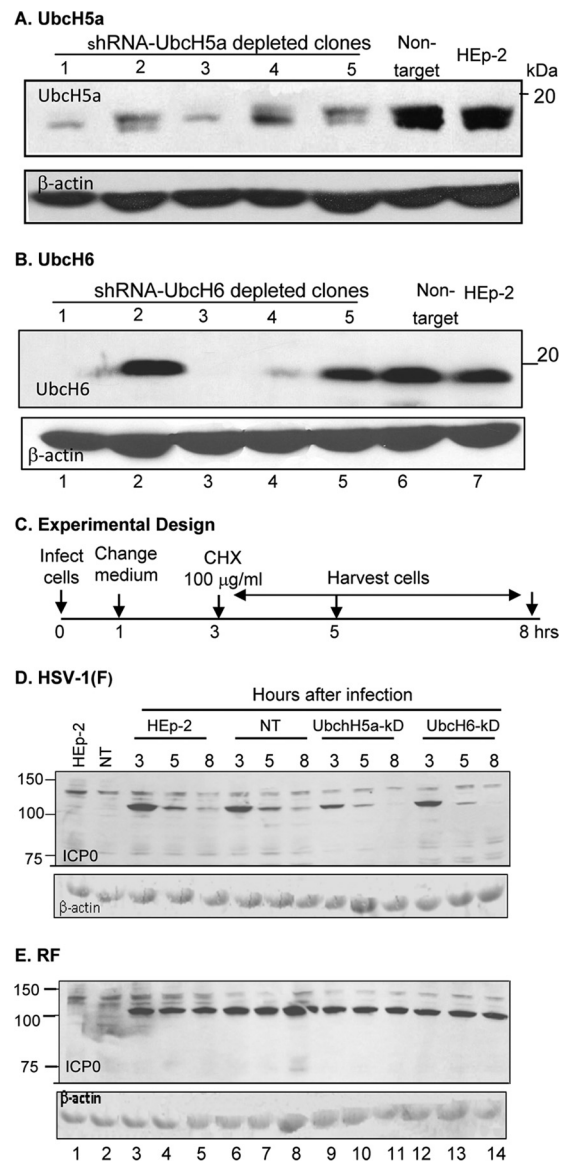 A. UbcH5a
shRNA-UbcH5a depleted clones
Non-
target
HEp-2
kDa
1 2 3 4 5
UbcH5a
20
β-actin
B. UbcH6
shRNA-UbcH6 depleted clones
Non-
target
HEp-2
1 2 3 4 5
20
UbcH6
β-actin
1 2 3 4 5 6 7
C. Experimental Design
Infect
cells
Change
medium
CHX
100 µg/ml
Harvest cells
0 1 3 5 8 hrs
D. HSV-1(F)
Hours after infection
HEp-2
NT
HEp-2 NT UbchH5a-kD UbcH6-kD
3 5 8 3 5 8 3 5 8 3 5 8
150
100
75
ICP0
β-actin
E. RF
150
100
75
ICP0
β-actin
1 2 3 4 5 6 7 8 9 10 11 12 13 14